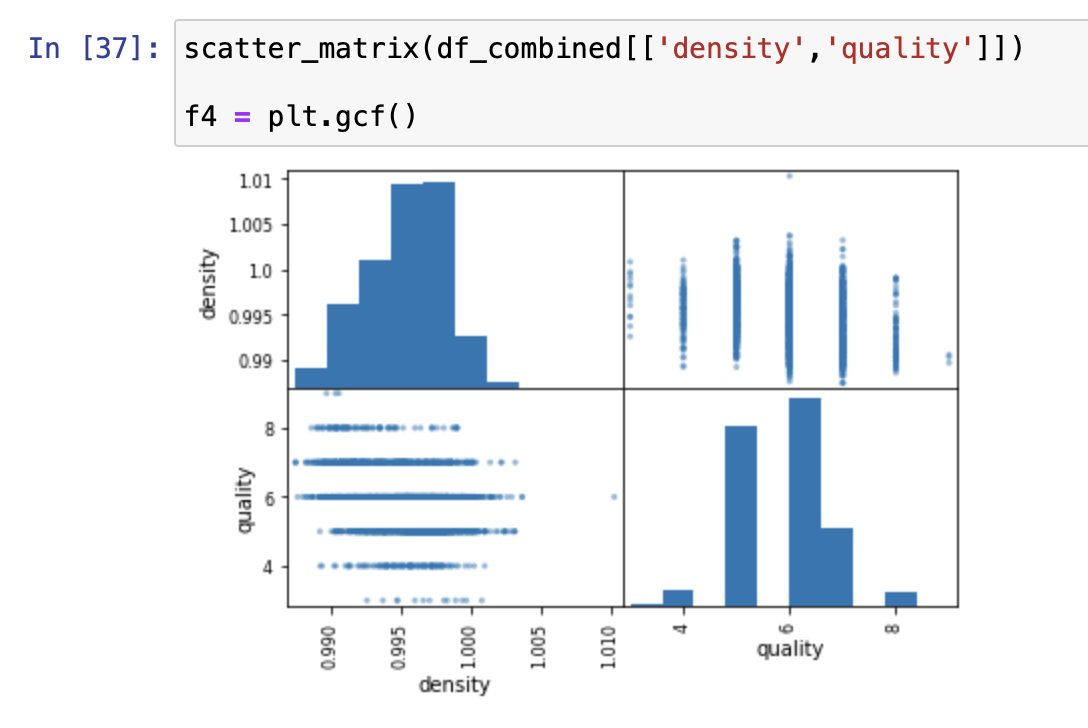 In [37]: scatter_matrix(df_combined[['density','quality']])
f4 = plt.gcf()
1.01
1.005
1.0
0.995
0.99
density
8
6
4
quality
0.990 0.995 1.000 1.005 1.010
density
4 6 8
quality